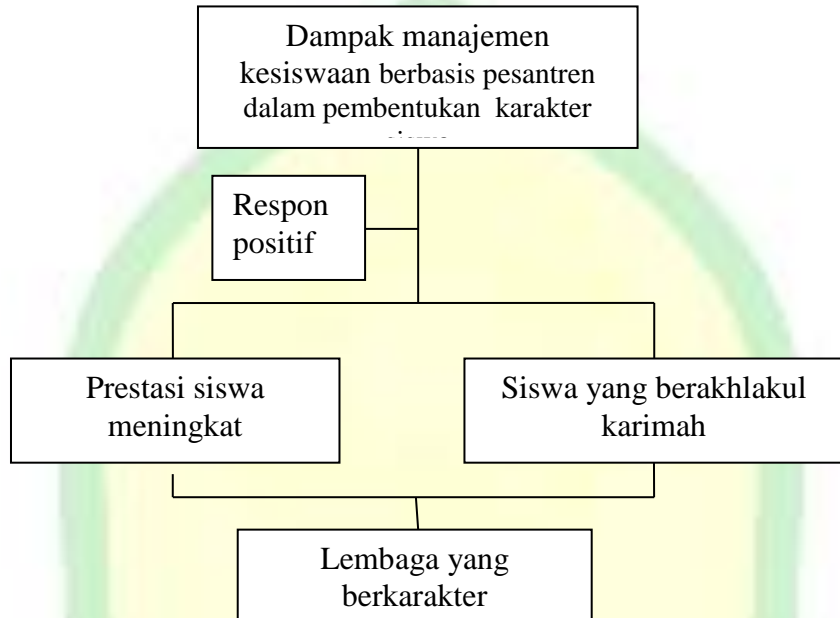 Dampak manajemen
kesiswaan berbasis pesantren
dalam pembentukan karakter
Respon
positif
Prestasi siswa
meningkat
Siswa yang berakhlakul
karimah
Lembaga yang
berkarakter